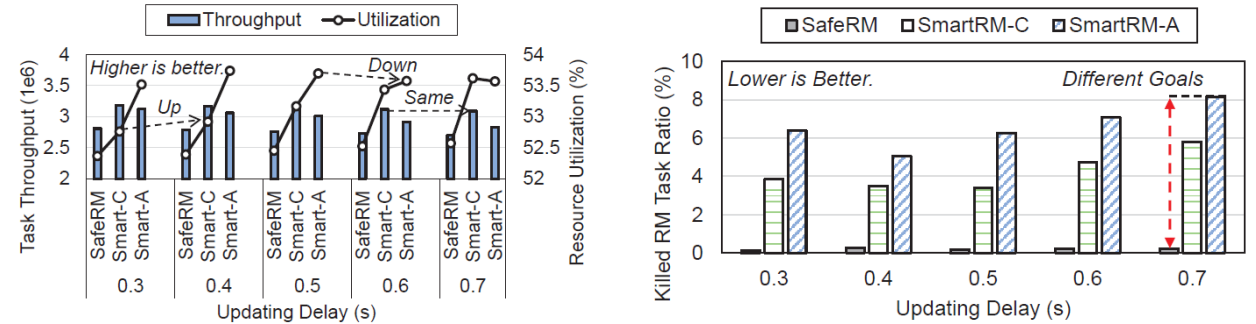 Throughput Utilization
Task Throughput (1e6)
4
3.5
3
2.5
2
Higher is better.
Up
Down
Same
54
53.5
53
52.5
52
Resource Utilization (%)
SafeRM Smart-C Smart-A SafeRM Smart-C Smart-A SafeRM Smart-C Smart-A SafeRM Smart-C Smart-A SafeRM Smart-C Smart-A
0.3 0.4 0.5 0.6 0.7
Updating Delay (s)
SafeRM SmartRM-C SmartRM-A
Killed RM Task Ratio (%)
10
8
6
4
2
0
Lower is Better. Different Goals
0.3 0.4 0.5 0.6 0.7
Updating Delay (s)